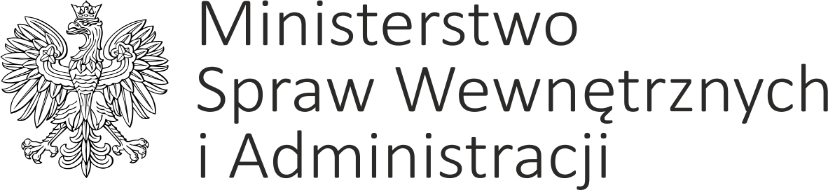 Ministerstwo
Spraw Wewnętrznych
i Administracji